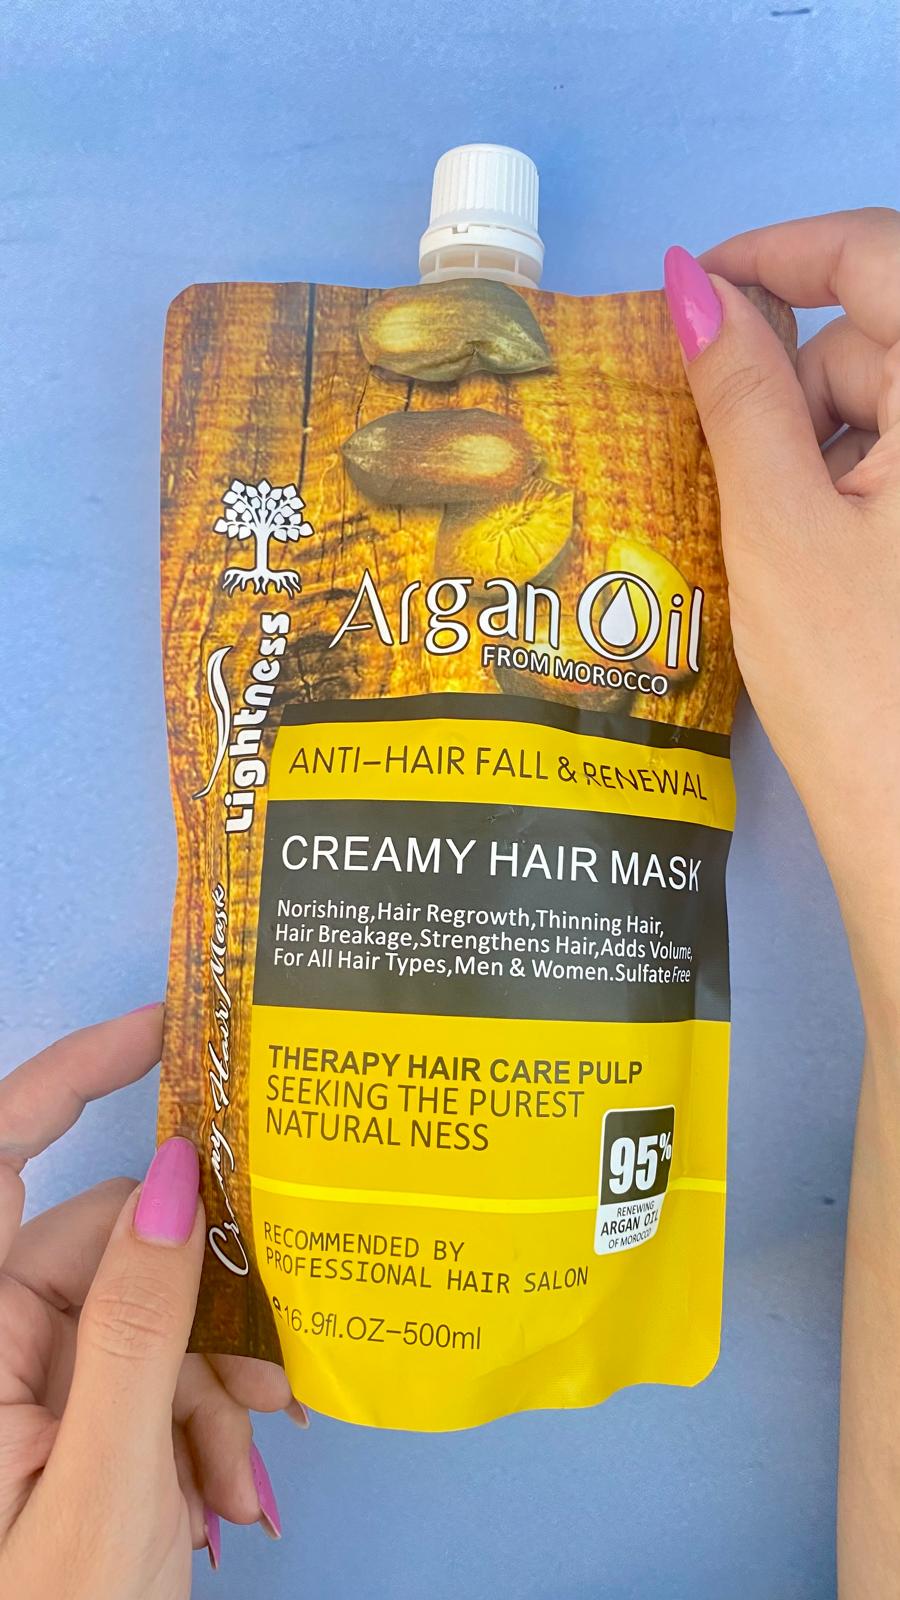 Argan Oil
FROM MOROCCO
Lightness
Creamy Hair Mask
ANTI-HAIR FALL & RENEWAL
CREAMY HAIR MASK
Norishing,Hair Regrowth,Thinning Hair,
Hair Breakage,Strengthens Hair,Adds Volume,
For All Hair Types,Men & Women.Sulfate Free
THERAPY HAIR CARE PULP
SEEKING THE PUREST
NATURAL NESS
95%
RENEWING
ARGAN OIL
OF MOROCCO
RECOMMENDED BY
PROFESSIONAL HAIR SALON
e16.9fl.OZ-500ml